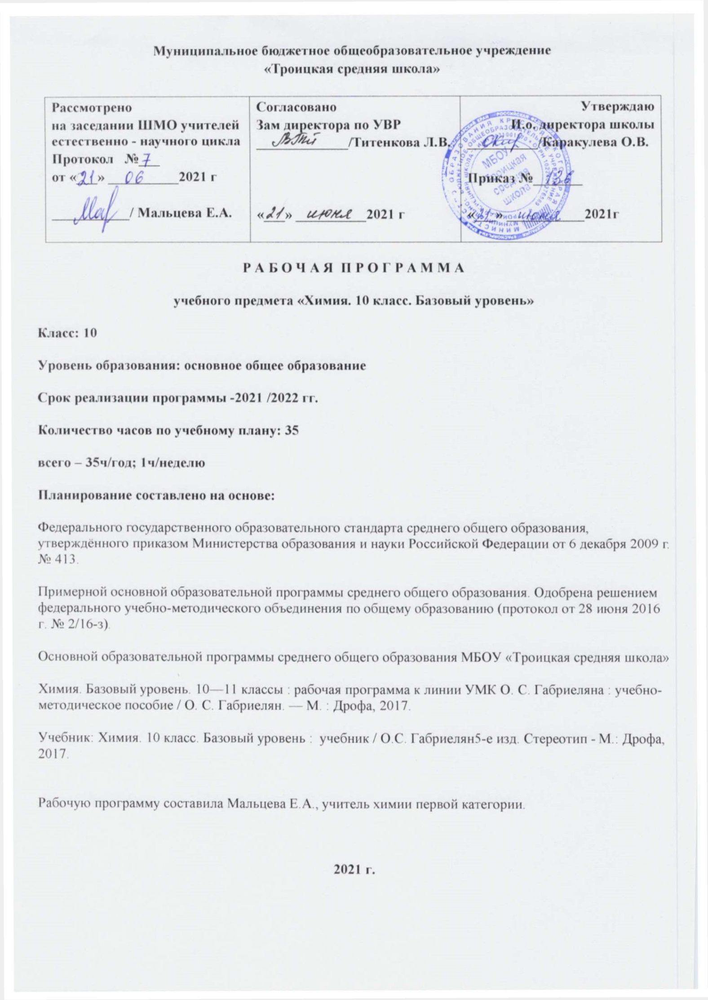 Муниципальное бюджетное общеобразовательное учреждение
«Троицкая средняя школа»
Рассмотрено
на заседании ШМО учителей
естественно - научного цикла
Протокол № 7
от «21» 06 2021 г
/ Мальцева Е.А.
Согласовано
Зам директора по УВР
/Титенкова Л.В.
«21» июня 2021 г
Утверждаю
И.о. директора школы
/Каракулева О.В.
Приказ №
«21» июня 2021г
МБОУ
Троицкая
средняя
школа
Р А Б О Ч А Я П Р О Г Р А М М А
учебного предмета «Химия. 10 класс. Базовый уровень»
Класс: 10
Уровень образования: основное общее образование
Срок реализации программы -2021 /2022 гг.
Количество часов по учебному плану: 35
всего – 35ч/год; 1ч/неделю
Планирование составлено на основе:
Федерального государственного образовательного стандарта среднего общего образования,
утверждённого приказом Министерства образования и науки Российской Федерации от 6 декабря 2009 г.
№ 413.
Примерной основной образовательной программы среднего общего образования. Одобрена решением
федерального учебно-методического объединения по общему образованию (протокол от 28 июня 2016
г. № 2/16-з).
Основной образовательной программы среднего общего образования МБОУ «Троицкая средняя школа»
Химия. Базовый уровень. 10—11 классы : рабочая программа к линии УМК О. С. Габриеляна : учебно-
методическое пособие / О. С. Габриелян. — М. : Дрофа, 2017.
Учебник: Химия. 10 класс. Базовый уровень : учебник / О.С. Габриелян5-е изд. Стереотип - М.: Дрофа,
2017.
Рабочую программу составила Мальцева Е.А., учитель химии первой категории.
2021 г.